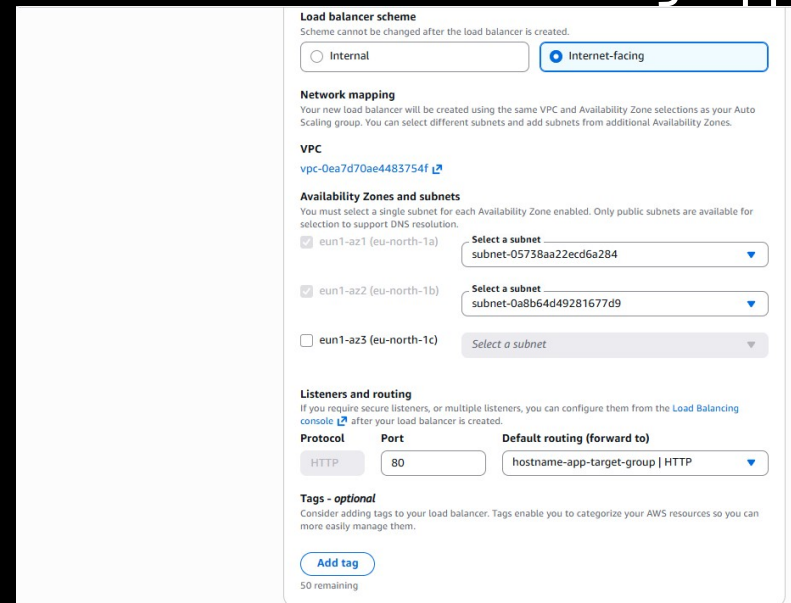 Load balancer scheme
Scheme cannot be changed after the load balancer is created.
Internal
Internet-facing
Network mapping
Your new load balancer will be created using the same VPC and Availability Zone selections as your Auto
Scaling group. You can select different subnets and add subnets from additional Availability Zones.
VPC
vpc-0ea7d70ae4483754f
Availability Zones and subnets
You must select a single subnet for each Availability Zone enabled. Only public subnets are available for
selection to support DNS resolution.
eun1-az1 (eu-north-1a)
Select a subnet
subnet-05738aa22ecd6a284
eun1-az2 (eu-north-1b)
Select a subnet
subnet-0a8b64d49281677d9
eun1-az3 (eu-north-1c)
Select a subnet
Listeners and routing
If you require secure listeners, or multiple listeners, you can configure them from the Load Balancing
console after your load balancer is created.
Protocol Port Default routing (forward to)
HTTP 80 hostname-app-target-group | HTTP
Tags - optional
Consider adding tags to your load balancer. Tags enable you to categorize your AWS resources so you can
more easily manage them.
Add tag
50 remaining